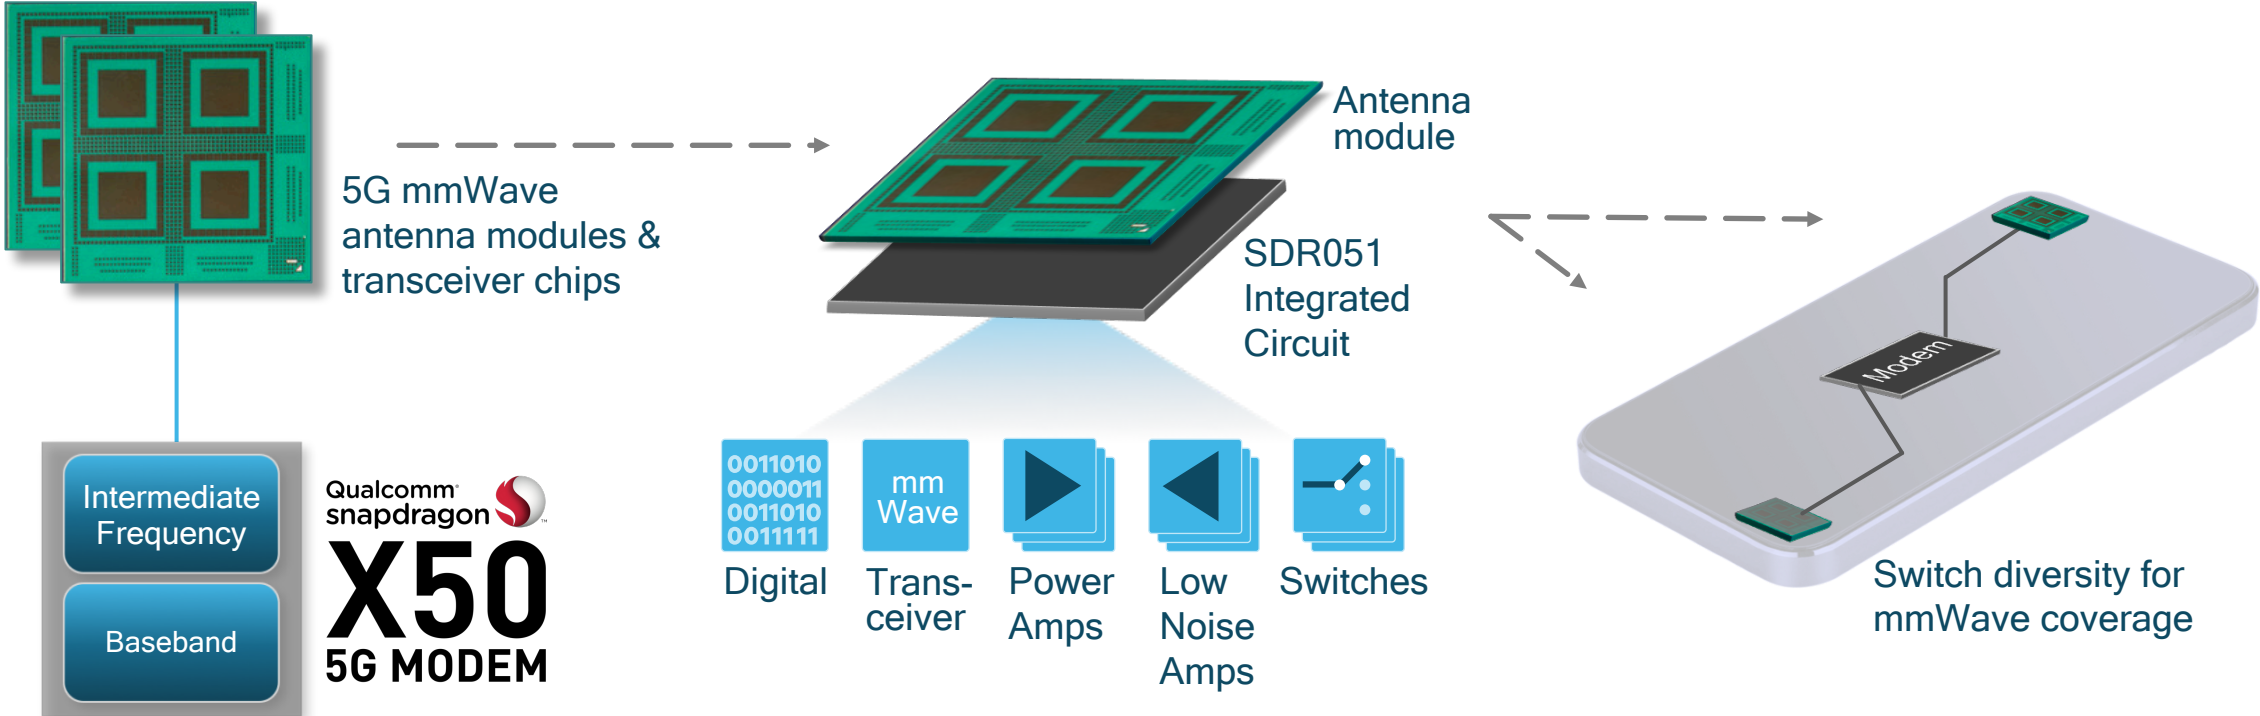 5G mmWave
antenna modules &
transceiver chips
Intermediate
Frequency
Baseband
Qualcomm
snapdragon
X50
5G MODEM
Antenna
module
SDR051
Integrated
Circuit
0011010
0000011
0011010
0011111
Digital
mm
Wave
Trans-
ceiver
Power
Amps
Low
Noise
Amps
Switches
Modem
Switch diversity for
mmWave coverage